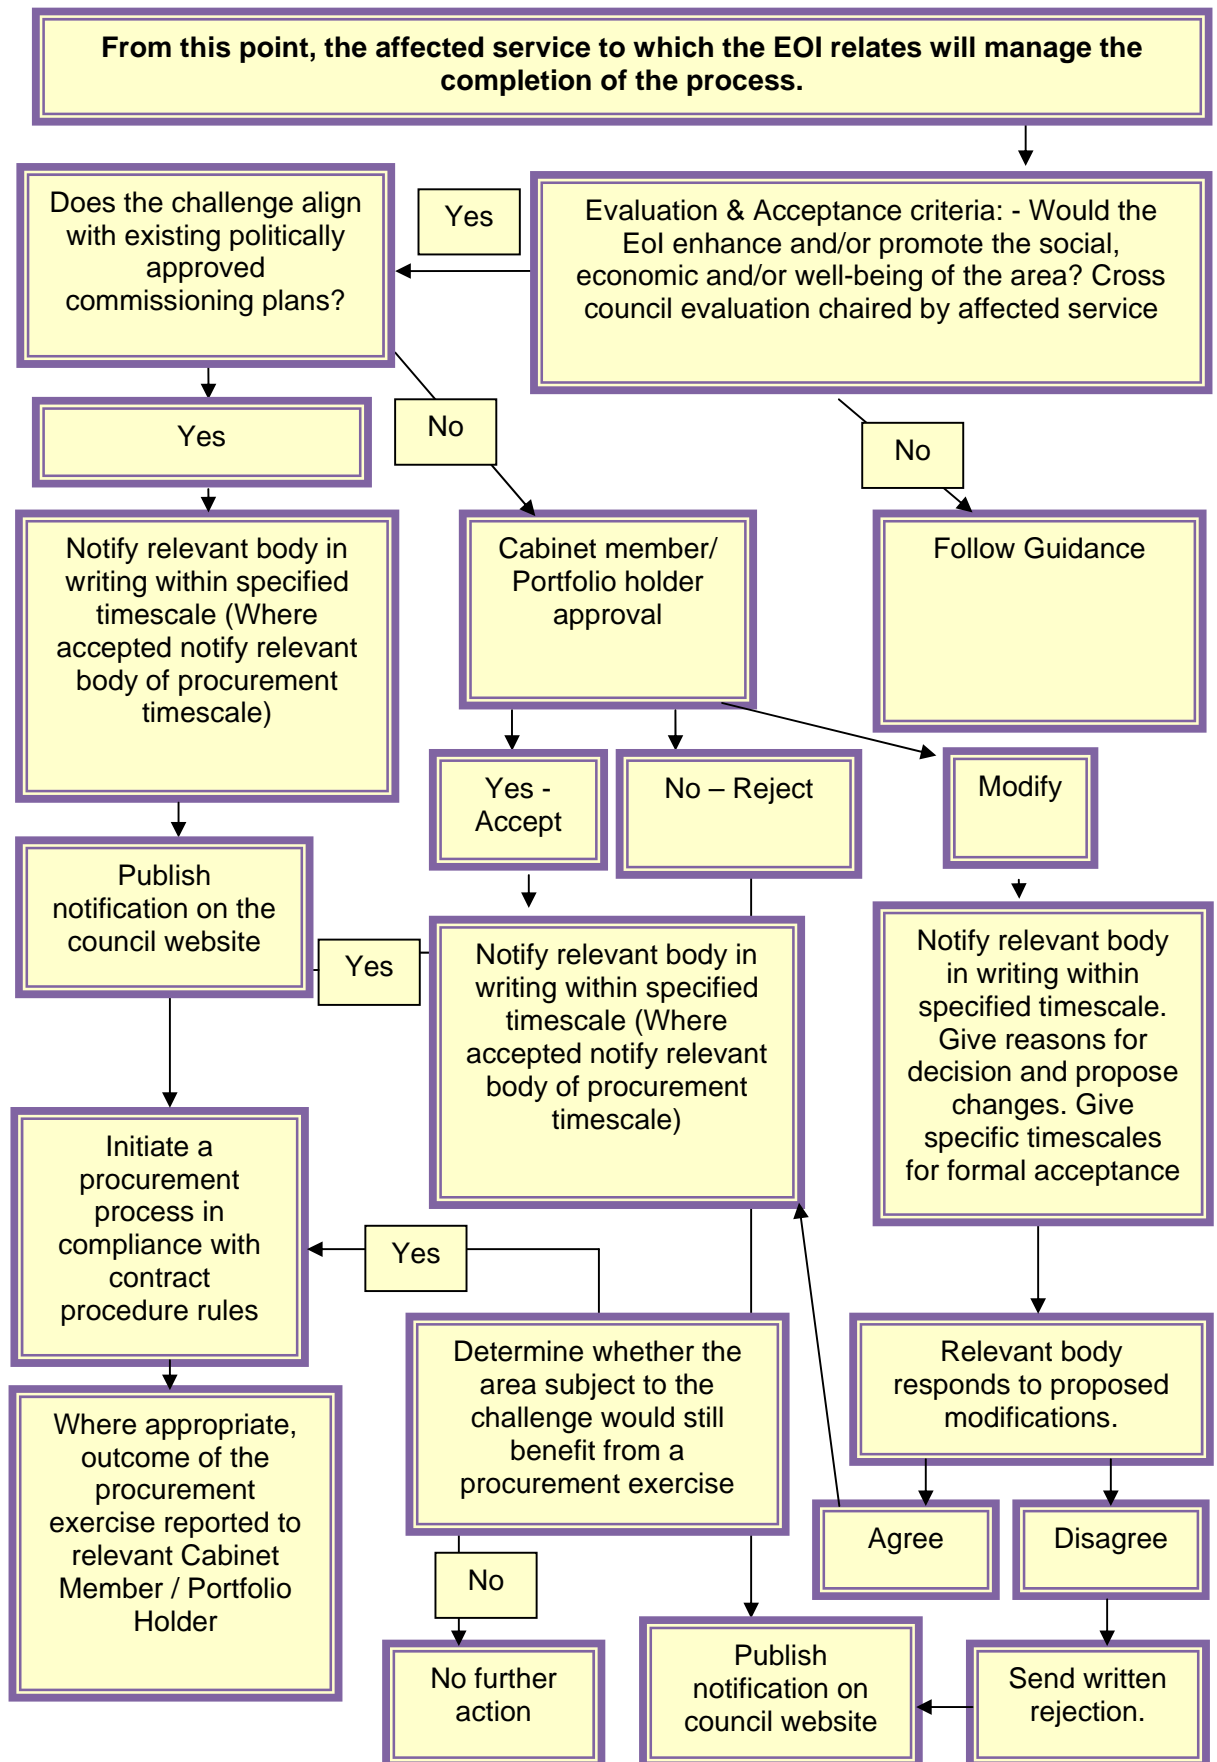 From this point, the affected service to which the EOI relates will manage the
completion of the process.
Does the challenge align
with existing politically
approved
commissioning plans?
Yes
Evaluation & Acceptance criteria: - Would the
EoI enhance and/or promote the social,
economic and/or well-being of the area? Cross
council evaluation chaired by affected service
Yes
No
No
Notify relevant body in
writing within specified
timescale (Where
accepted notify relevant
body of procurement
timescale)
Cabinet member/
Portfolio holder
approval
Follow Guidance
Yes -
Accept
No – Reject
Modify
Publish
notification on the
council website
Yes
Notify relevant body in
writing within specified
timescale (Where
accepted notify relevant
body of procurement
timescale)
Notify relevant body
in writing within
specified timescale.
Give reasons for
decision and propose
changes. Give
specific timescales
for formal acceptance
Initiate a
procurement
process in
compliance with
contract
procedure rules
Yes
Determine whether the
area subject to the
challenge would still
benefit from a
procurement exercise
Relevant body
responds to proposed
modifications.
Where appropriate,
outcome of the
procurement
exercise reported to
relevant Cabinet
Member / Portfolio
Holder
Agree
Disagree
No
No further
action
Publish
notification on
council website
Send written
rejection.